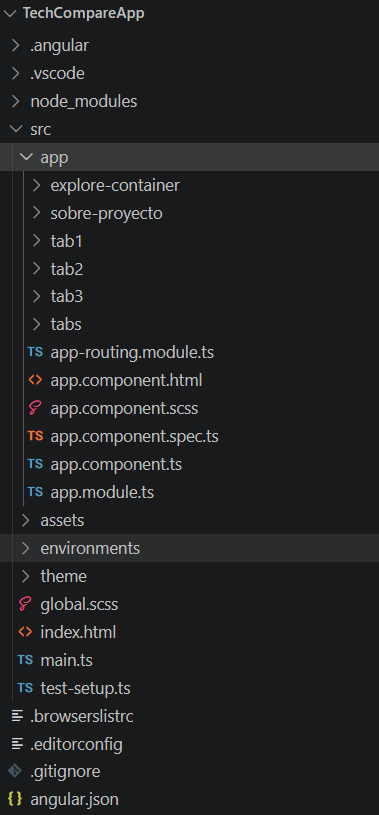 TechCompareApp
.angular
.vscode
node_modules
src
app
explore-container
sobre-proyecto
tab1
tab2
tab3
tabs
TS app-routing.module.ts
<> app.component.html
app.component.scss
TS app.component.spec.ts
TS app.component.ts
TS app.module.ts
assets
environments
theme
global.scss
<> index.html
TS main.ts
TS test-setup.ts
.browserslistrc
.editorconfig
.gitignore
{} angular.json